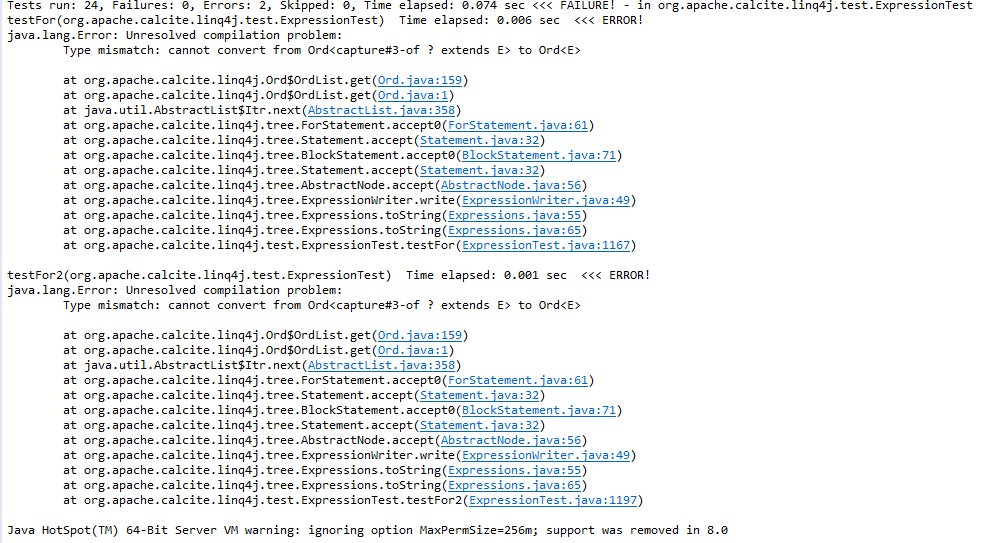 Tests run: 24, Failures: 0, Errors: 2, Skipped: 0, Time elapsed: 0.074 sec <<< FAILURE! - in org.apache.calcite.linq4j.test.ExpressionTest
testFor(org.apache.calcite.linq4j.test.ExpressionTest)  Time elapsed: 0.006 sec  <<< ERROR!
java.lang.Error: Unresolved compilation problem:
        Type mismatch: cannot convert from Ord<capture#3-of ? extends E> to Ord<E>

        at org.apache.calcite.linq4j.Ord$OrdList.get(Ord.java:159)
        at org.apache.calcite.linq4j.Ord$OrdList.get(Ord.java:1)
        at java.util.AbstractList$Itr.next(AbstractList.java:358)
        at org.apache.calcite.linq4j.tree.ForStatement.accept0(ForStatement.java:61)
        at org.apache.calcite.linq4j.tree.Statement.accept(Statement.java:32)
        at org.apache.calcite.linq4j.tree.BlockStatement.accept0(BlockStatement.java:71)
        at org.apache.calcite.linq4j.tree.Statement.accept(Statement.java:32)
        at org.apache.calcite.linq4j.tree.AbstractNode.accept(AbstractNode.java:56)
        at org.apache.calcite.linq4j.tree.ExpressionWriter.write(ExpressionWriter.java:49)
        at org.apache.calcite.linq4j.tree.Expressions.toString(Expressions.java:55)
        at org.apache.calcite.linq4j.tree.Expressions.toString(Expressions.java:65)
        at org.apache.calcite.linq4j.test.ExpressionTest.testFor(ExpressionTest.java:1167)

testFor2(org.apache.calcite.linq4j.test.ExpressionTest)  Time elapsed: 0.001 sec  <<< ERROR!
java.lang.Error: Unresolved compilation problem:
        Type mismatch: cannot convert from Ord<capture#3-of ? extends E> to Ord<E>

        at org.apache.calcite.linq4j.Ord$OrdList.get(Ord.java:159)
        at org.apache.calcite.linq4j.Ord$OrdList.get(Ord.java:1)
        at java.util.AbstractList$Itr.next(AbstractList.java:358)
        at org.apache.calcite.linq4j.tree.ForStatement.accept0(ForStatement.java:61)
        at org.apache.calcite.linq4j.tree.Statement.accept(Statement.java:32)
        at org.apache.calcite.linq4j.tree.BlockStatement.accept0(BlockStatement.java:71)
        at org.apache.calcite.linq4j.tree.Statement.accept(Statement.java:32)
        at org.apache.calcite.linq4j.tree.AbstractNode.accept(AbstractNode.java:56)
        at org.apache.calcite.linq4j.tree.ExpressionWriter.write(ExpressionWriter.java:49)
        at org.apache.calcite.linq4j.tree.Expressions.toString(Expressions.java:55)
        at org.apache.calcite.linq4j.tree.Expressions.toString(Expressions.java:65)
        at org.apache.calcite.linq4j.test.ExpressionTest.testFor2(ExpressionTest.java:1197)

Java HotSpot(TM) 64-Bit Server VM warning: ignoring option MaxPermSize=256m; support was removed in 8.0